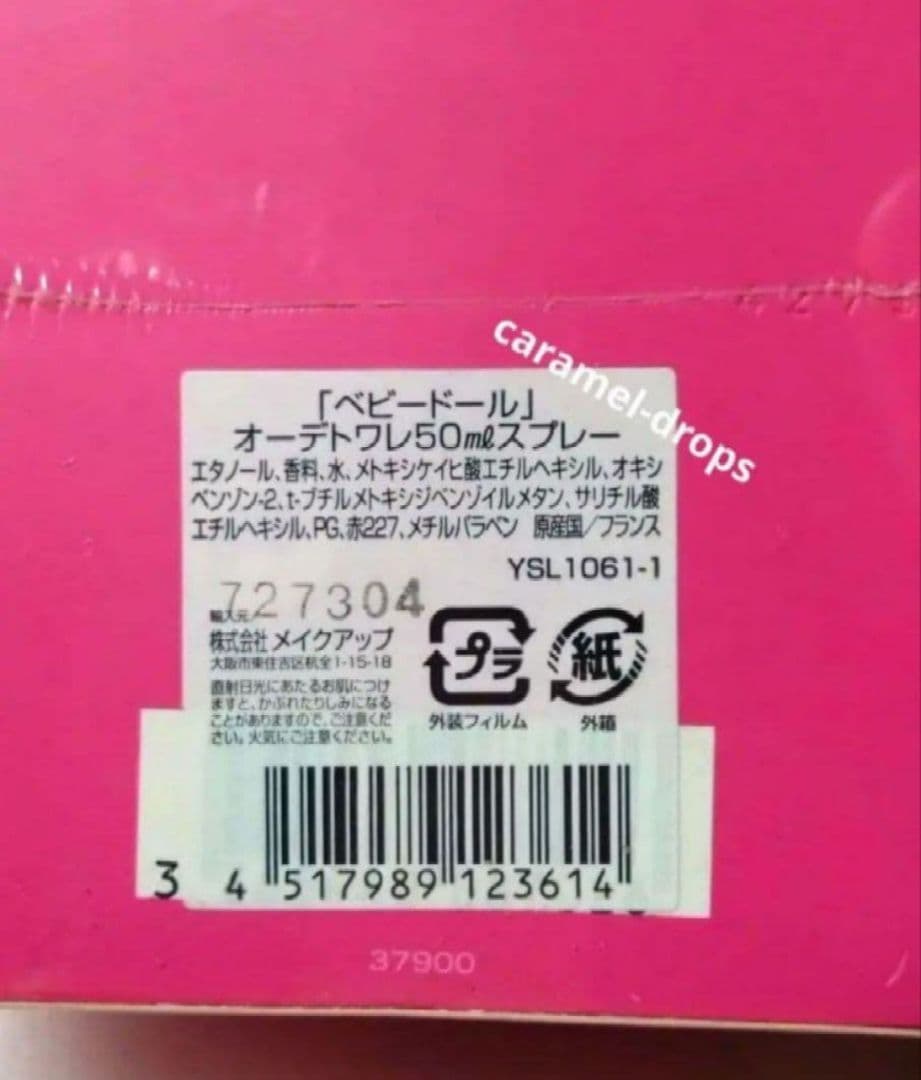 caramel-drops
「ベビードール」
オーデトワレ50㎖スプレー
エタノール、香料、水、メトキシケイヒ酸エチルヘキシル、オキシ
ベンゾン-2、t-ブチルメトキシジベンゾイルメタン、サリチル酸
エチルヘキシル、PG、赤227、メチルパラベン 原産国/フランス
YSL1061-1
727304
輸入元/
株式会社メイクアップ
大阪市東住吉区杭全1-15-18
直射日光にあたるお肌につけ
ますと、かぶれたりしみになる
ことがありますので、ご注意くだ
さい。火気にご注意ください。
プラ
外装フィルム
紙
外箱
3 4 517989 123614
37900